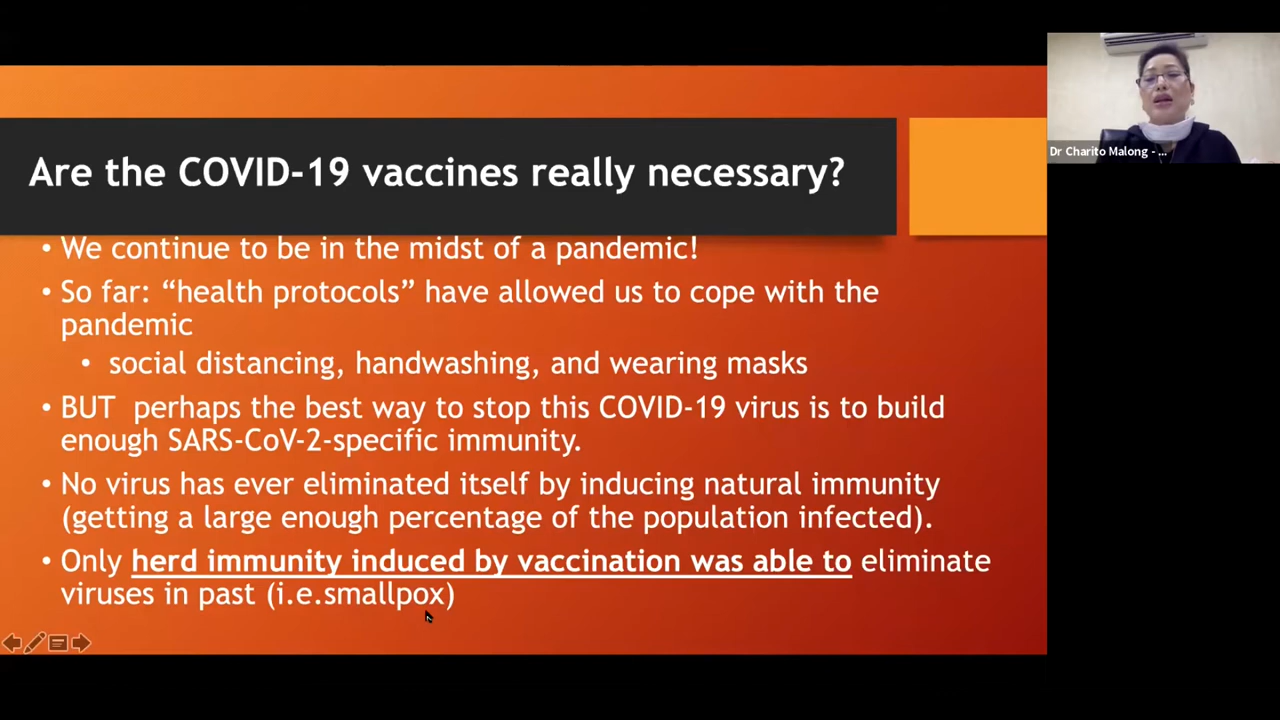 Are the COVID-19 vaccines really necessary?
• We continue to be in the midst of a pandemic!
• So far: “health protocols” have allowed us to cope with the
pandemic
• social distancing, handwashing, and wearing masks
• BUT perhaps the best way to stop this COVID-19 virus is to build
enough SARS-CoV-2-specific immunity.
• No virus has ever eliminated itself by inducing natural immunity
(getting a large enough percentage of the population infected).
• Only herd immunity induced by vaccination was able to eliminate
viruses in past (i.e.smallpox)
Dr Charito Malong - ...